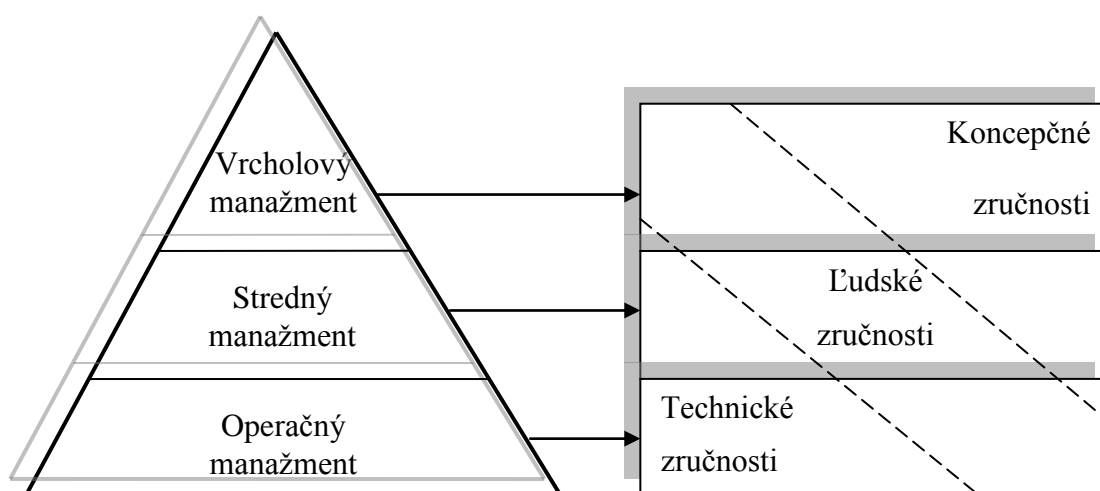 Vrcholový
manažment
Stredný
manažment
Operačný
manažment
Koncepčné
zručnosti
Ľudské
zručnosti
Technické
zručnosti